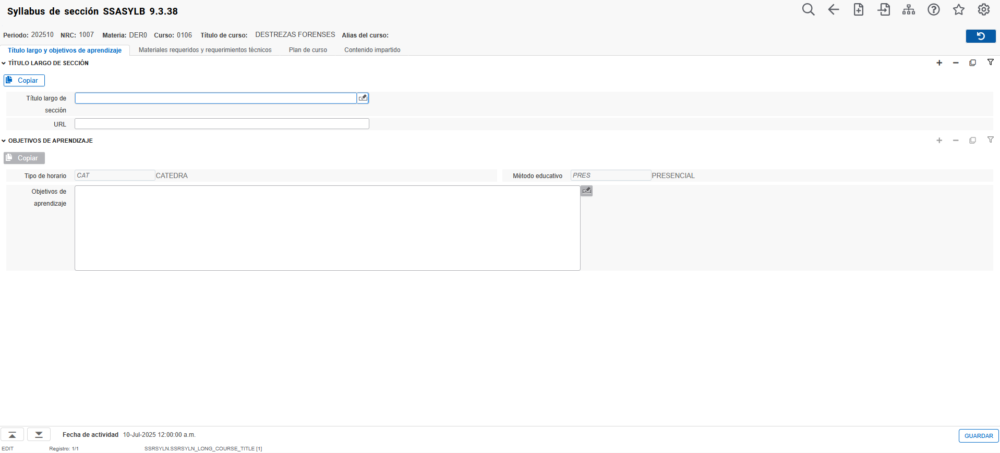 Syllabus de sección SSASYLB 9.3.38
Periodo: 202510 NRC: 1007 Materia: DER0 Curso: 0106 Título de curso: DESTREZAS FORENSES Alias del curso:
Título largo y objetivos de aprendizaje Materiales requeridos y requerimientos técnicos Plan de curso Contenido impartido
TÍTULO LARGO DE SECCIÓN
Copiar
Título largo de
sección
URL
OBJETIVOS DE APRENDIZAJE
Copiar
Tipo de horario CAT CATEDRA Método educativo PRES PRESENCIAL
Objetivos de
aprendizaje
Fecha de actividad 10-Jul-2025 12:00:00 a.m.
GUARDAR
EDIT Registro: 1/1 SSRSYLN.SSRSYLN_LONG_COURSE_TITLE [1]